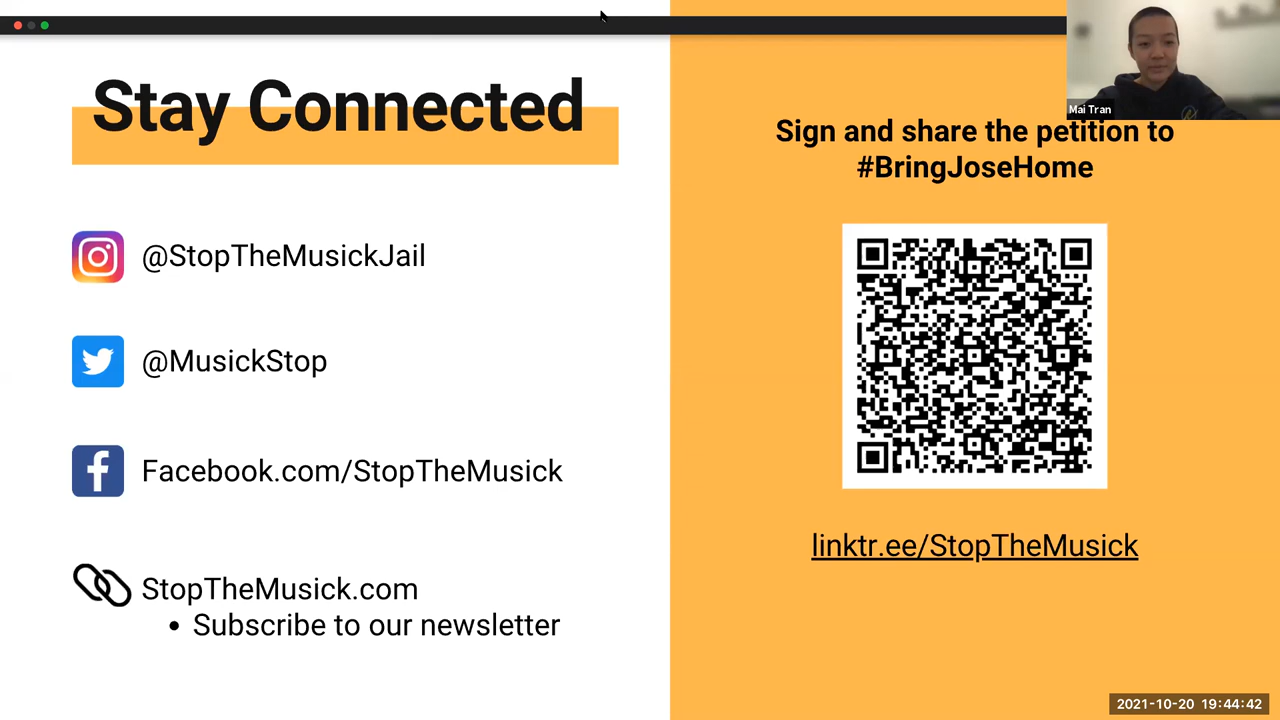 Stay Connected
@StopTheMusickJail
@MusickStop
Facebook.com/StopTheMusick
StopTheMusick.com
• Subscribe to our newsletter
Mai Tran
Sign and share the petition to
#BringJoseHome
linktr.ee/StopTheMusick
2021-10-20 19:44:42